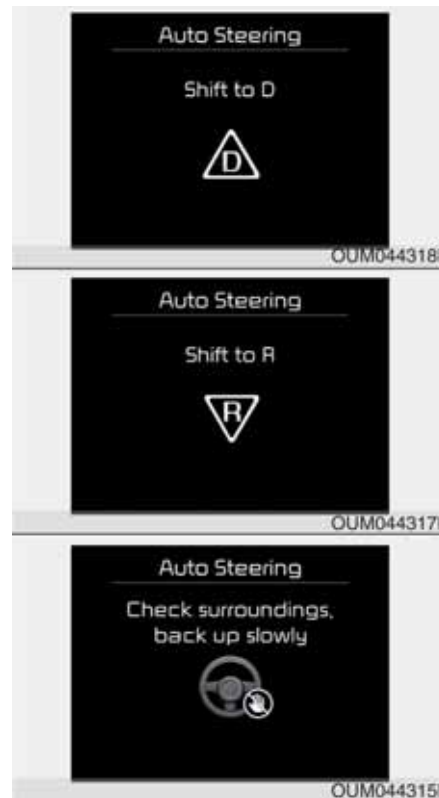 Auto Steering
Shift to D
D
OUM044318
Auto Steering
Shift to R
R
OUM044317
Auto Steering
Check surroundings,
back up slowly
OUM044315